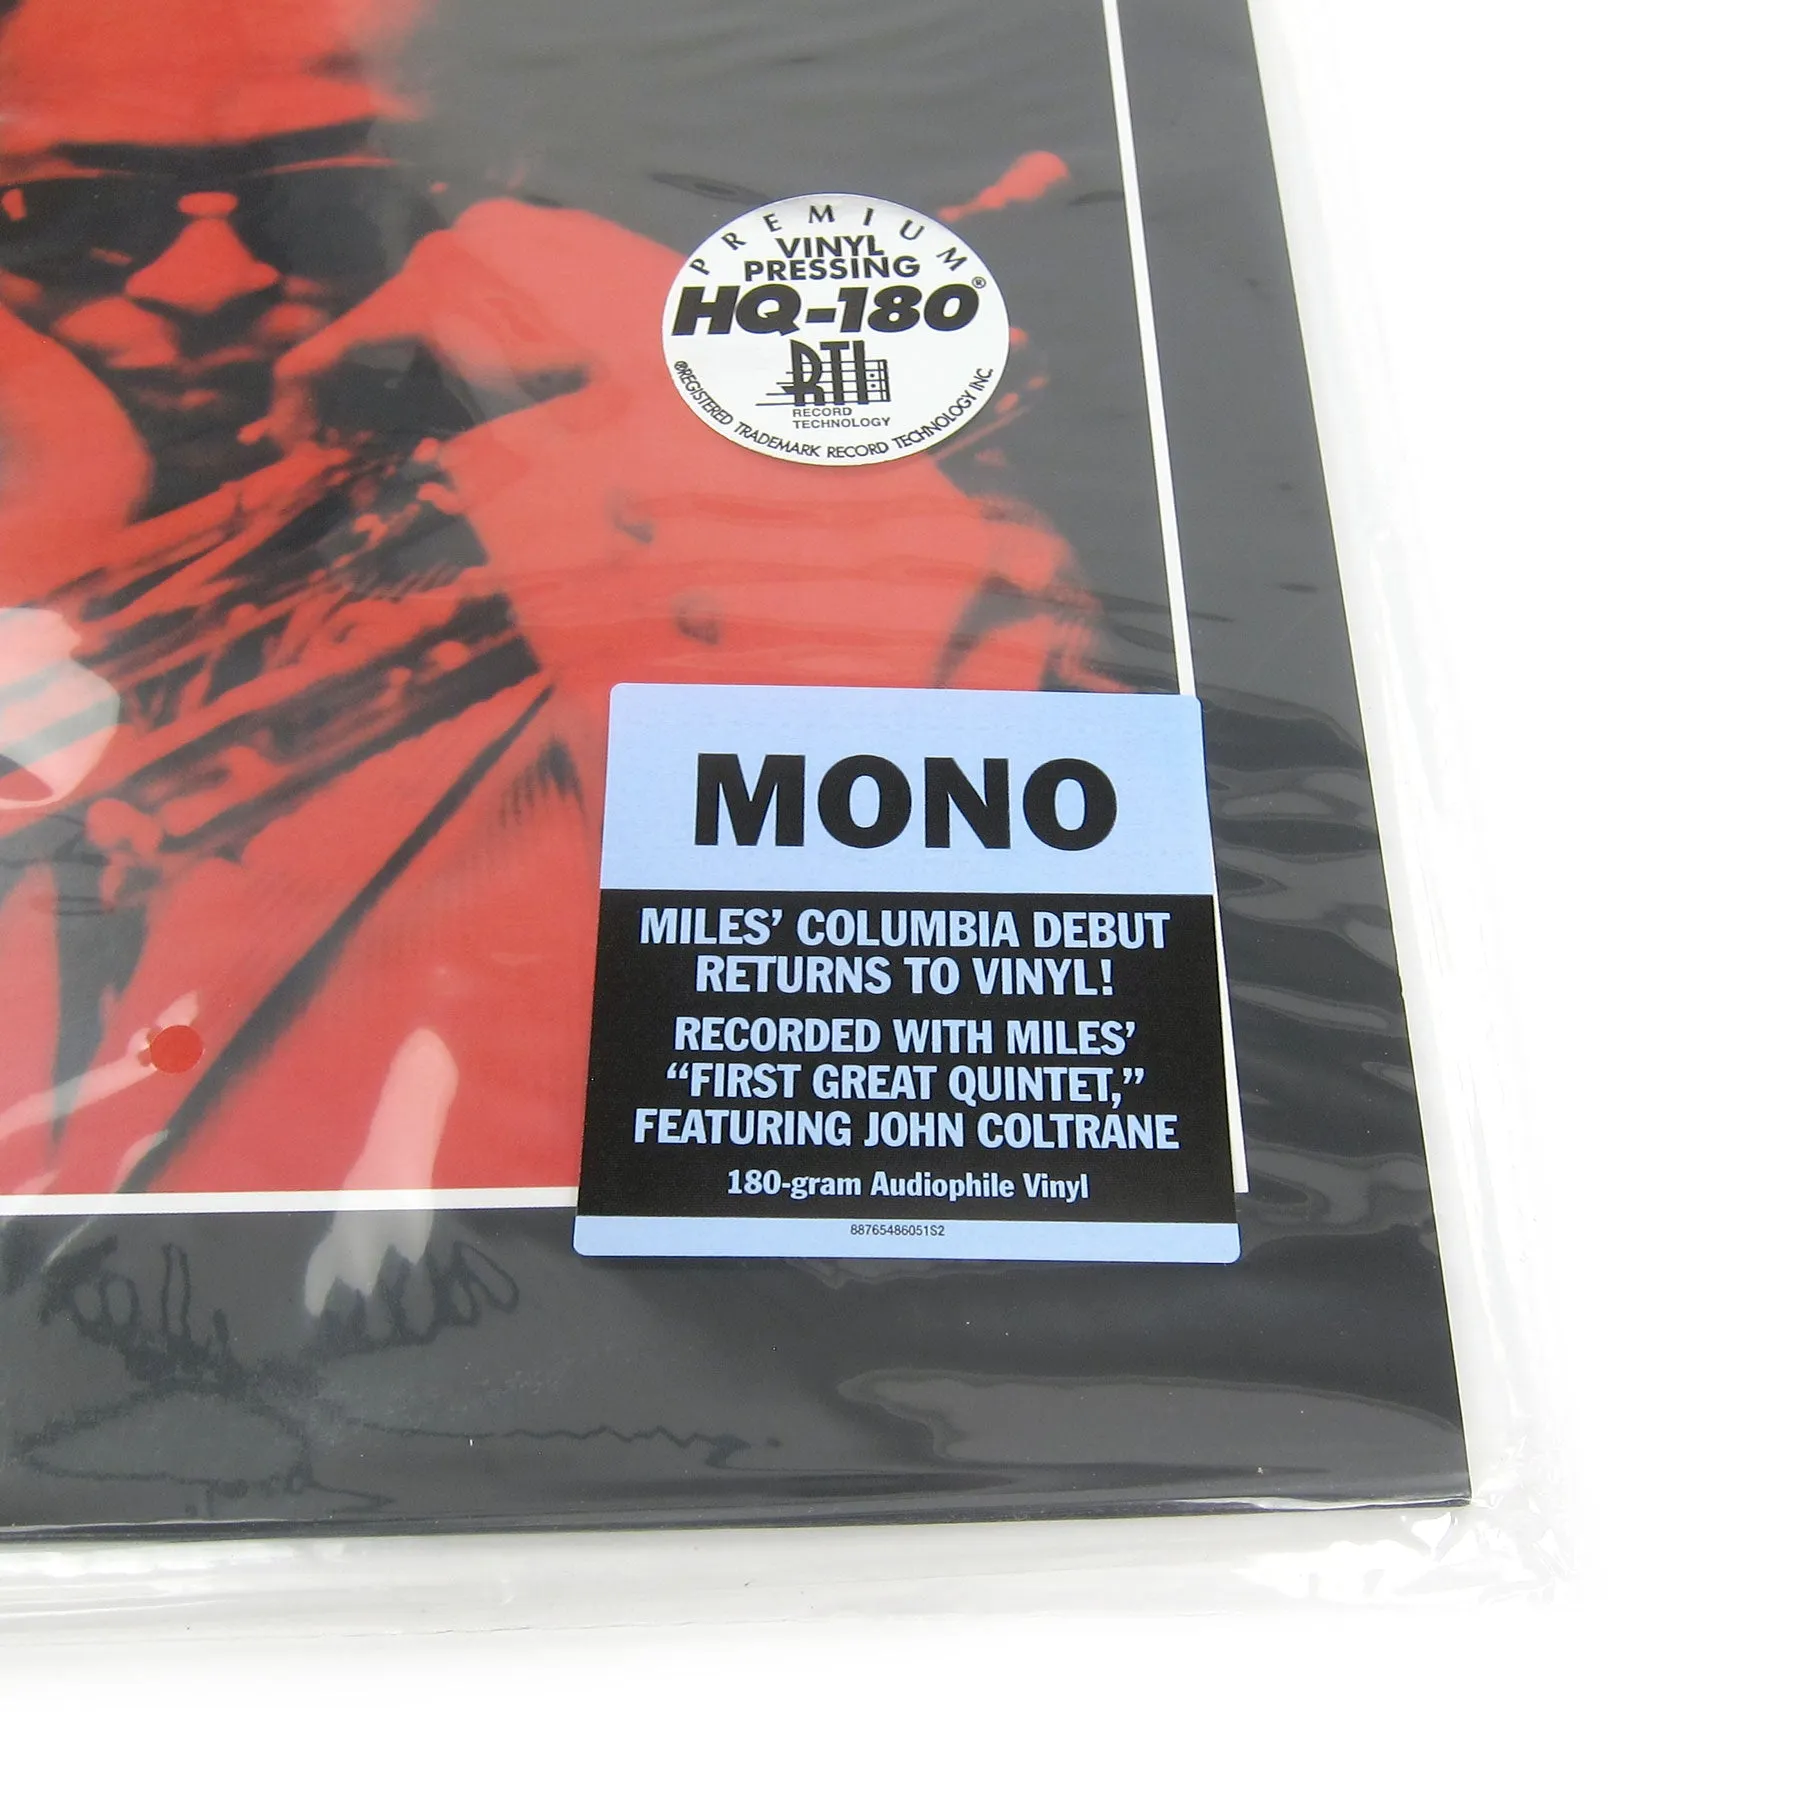 PREMIUM
VINYL
PRESSING
HQ-180®
RTI
RECORD
TECHNOLOGY
®REGISTERED TRADEMARK RECORD TECHNOLOGY INC.
MONO
MILES’ COLUMBIA DEBUT
RETURNS TO VINYL!
RECORDED WITH MILES’
“FIRST GREAT QUINTET,”
FEATURING JOHN COLTRANE
180-gram Audiophile Vinyl
88765486051S2